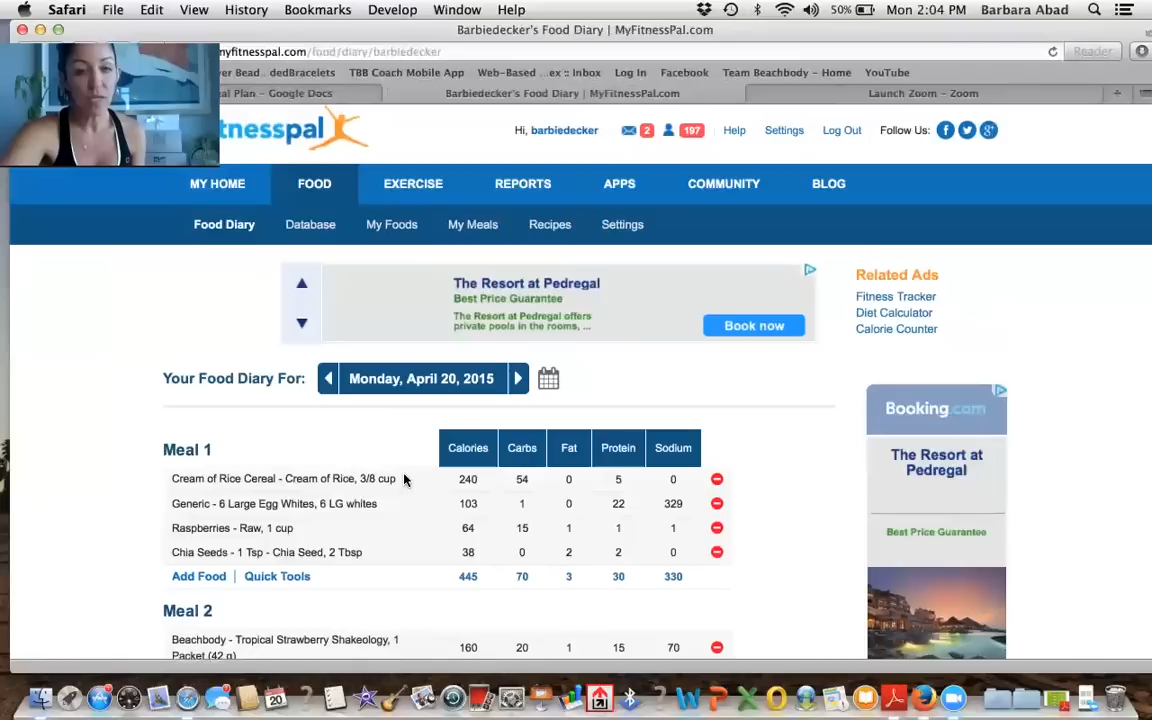 Safari File Edit View History Bookmarks Develop Window Help 50% Mon 2:04 PM Barbara Abad
Barbiedecker's Food Diary | MyFitnessPal.com
myfitnesspal.com/food/diary/barbiedecker Reader
ver Bead...dedBracelets TBB Coach Mobile App Web-Based ...ex :: Inbox Log In Facebook Team Beachbody - Home YouTube
al Plan - Google Docs Barbiedecker's Food Diary | MyFitnessPal.com Launch Zoom - Zoom +
tnesspal Hi, barbiedecker 2 197 Help Settings Log Out Follow Us:
MY HOME FOOD EXERCISE REPORTS APPS COMMUNITY BLOG
Food Diary Database My Foods My Meals Recipes Settings
The Resort at Pedregal
Best Price Guarantee
The Resort at Pedregal offers
private pools in the rooms, ...
Book now
Related Ads
Fitness Tracker
Diet Calculator
Calorie Counter
Your Food Diary For: Monday, April 20, 2015
Booking.com
The Resort at
Pedregal
Best Price Guarantee
Meal 1 Calories Carbs Fat Protein Sodium
Cream of Rice Cereal - Cream of Rice, 3/8 cup 240 54 0 5 0
Generic - 6 Large Egg Whites, 6 LG whites 103 1 0 22 329
Raspberries - Raw, 1 cup 64 15 1 1 1
Chia Seeds - 1 Tsp - Chia Seed, 2 Tbsp 38 0 2 2 0
Add Food | Quick Tools 445 70 3 30 330
Meal 2
Beachbody - Tropical Strawberry Shakeology, 1
Packet (42 g) 160 20 1 15 70
20